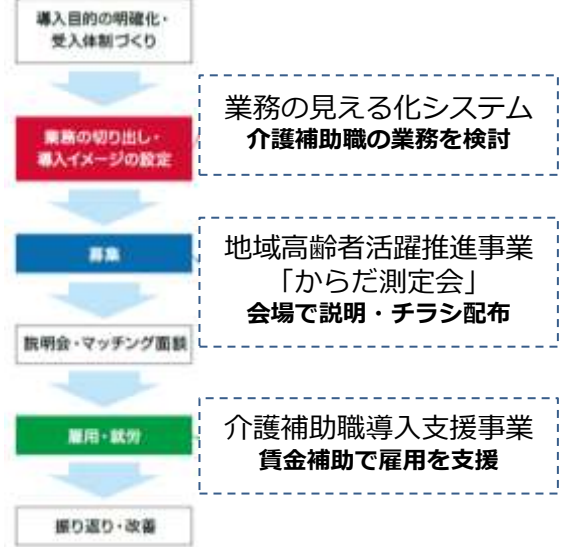 導入目的の明確化・
受入体制づくり
業務の切り出し・
導入イメージの設定
業務の見える化システム
介護補助職の業務を検討
募集
地域高齢者活躍推進事業
「からだ測定会」
会場で説明・チラシ配布
説明会・マッチング面談
雇用・就労
介護補助職導入支援事業
賃金補助で雇用を支援
振り返り・改善